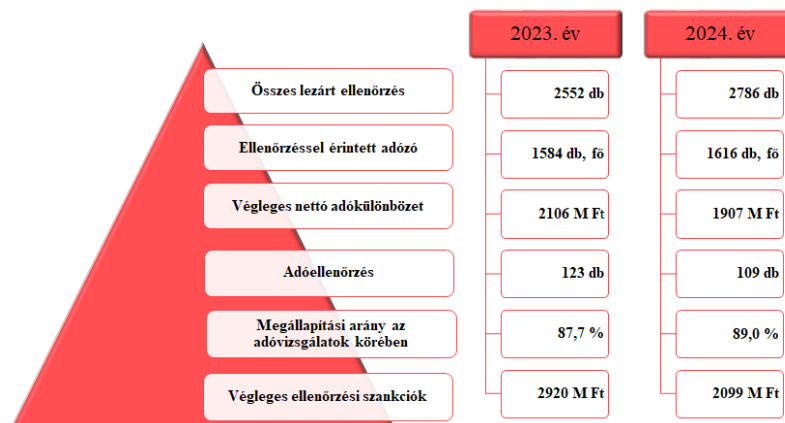 2023. év
2024. év
Összes lezárt ellenőrzés
2552 db
2786 db
Ellenőrzéssel érintett adózó
1584 db, fő
1616 db, fő
Végleges nettó adókülönbözet
2106 M Ft
1907 M Ft
Adóellenőrzés
123 db
109 db
Megállapítási arány az
adóvizsgálatok körében
87,7 %
89,0 %
Végleges ellenőrzési szankciók
2920 M Ft
2099 M Ft